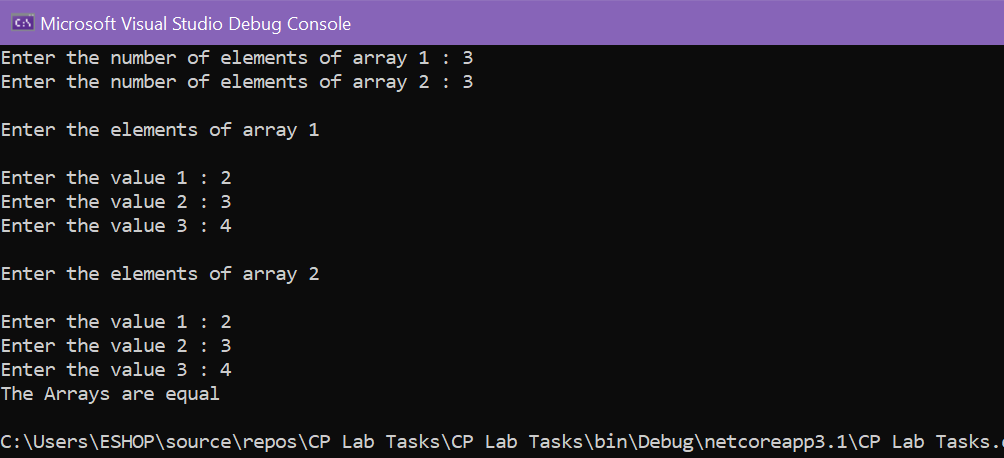 Microsoft Visual Studio Debug Console
Enter the number of elements of array 1 : 3
Enter the number of elements of array 2 : 3
Enter the elements of array 1
Enter the value 1 : 2
Enter the value 2 : 3
Enter the value 3 : 4
Enter the elements of array 2
Enter the value 1 : 2
Enter the value 2 : 3
Enter the value 3 : 4
The Arrays are equal
C:\Users\ESHOP\source\repos\CP Lab Tasks\CP Lab Tasks\bin\Debug\netcoreapp3.1\CP Lab Tasks.